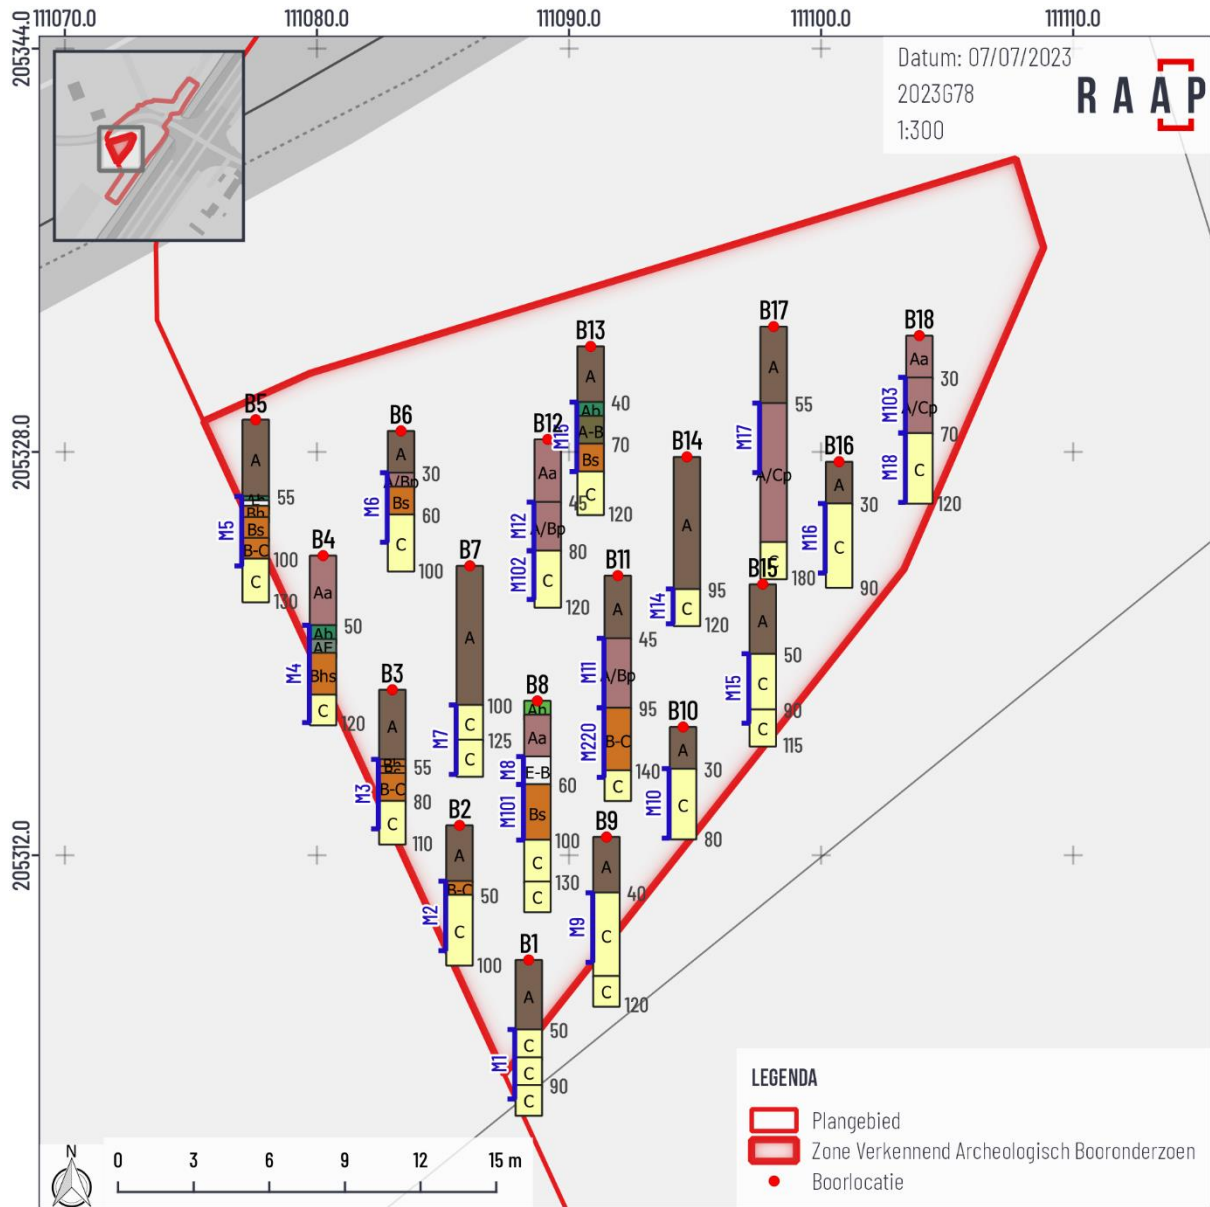 111070.0 111080.0 111090.0 111100.0 111110.0
205344.0
205328.0
205312.0
Datum: 07/07/2023
2023G78
1:300
RAAP
B17
A
55
A/Cp
180
M17
B18
Aa
30
A/Cp
70
C
120
M103
M18
B13
A
40
Ab
A-B
70
Bs
C
120
B5
A
55
Bh
Bs
B-C
100
C
130
M5
B6
A
30
A/Bp
Bs
60
C
100
M6
B12
Aa
45
A/Bp
80
C
120
M12
M102
B14
A
95
C
120
M14
B16
A
30
C
90
M16
B4
Aa
50
Ab
AE
Bhs
C
120
M4
B7
A
100
C
125
C
M7
B11
A
45
A/Bp
95
B-C
140
C
M11
M220
B15
A
50
C
90
C
115
M15
B3
A
55
B-C
80
C
110
M3
B8
Ah
Aa
E-B
60
Bs
100
C
130
C
M8
M101
B10
A
30
C
80
M10
B2
A
B-C
50
C
100
M2
B9
A
40
C
C
120
M9
B1
A
50
C
C
90
C
M1
LEGENDA
Plangebied
Zone Verkennend Archeologisch Booronderzoen
Boorlocatie
N
0 3 6 9 12 15 m